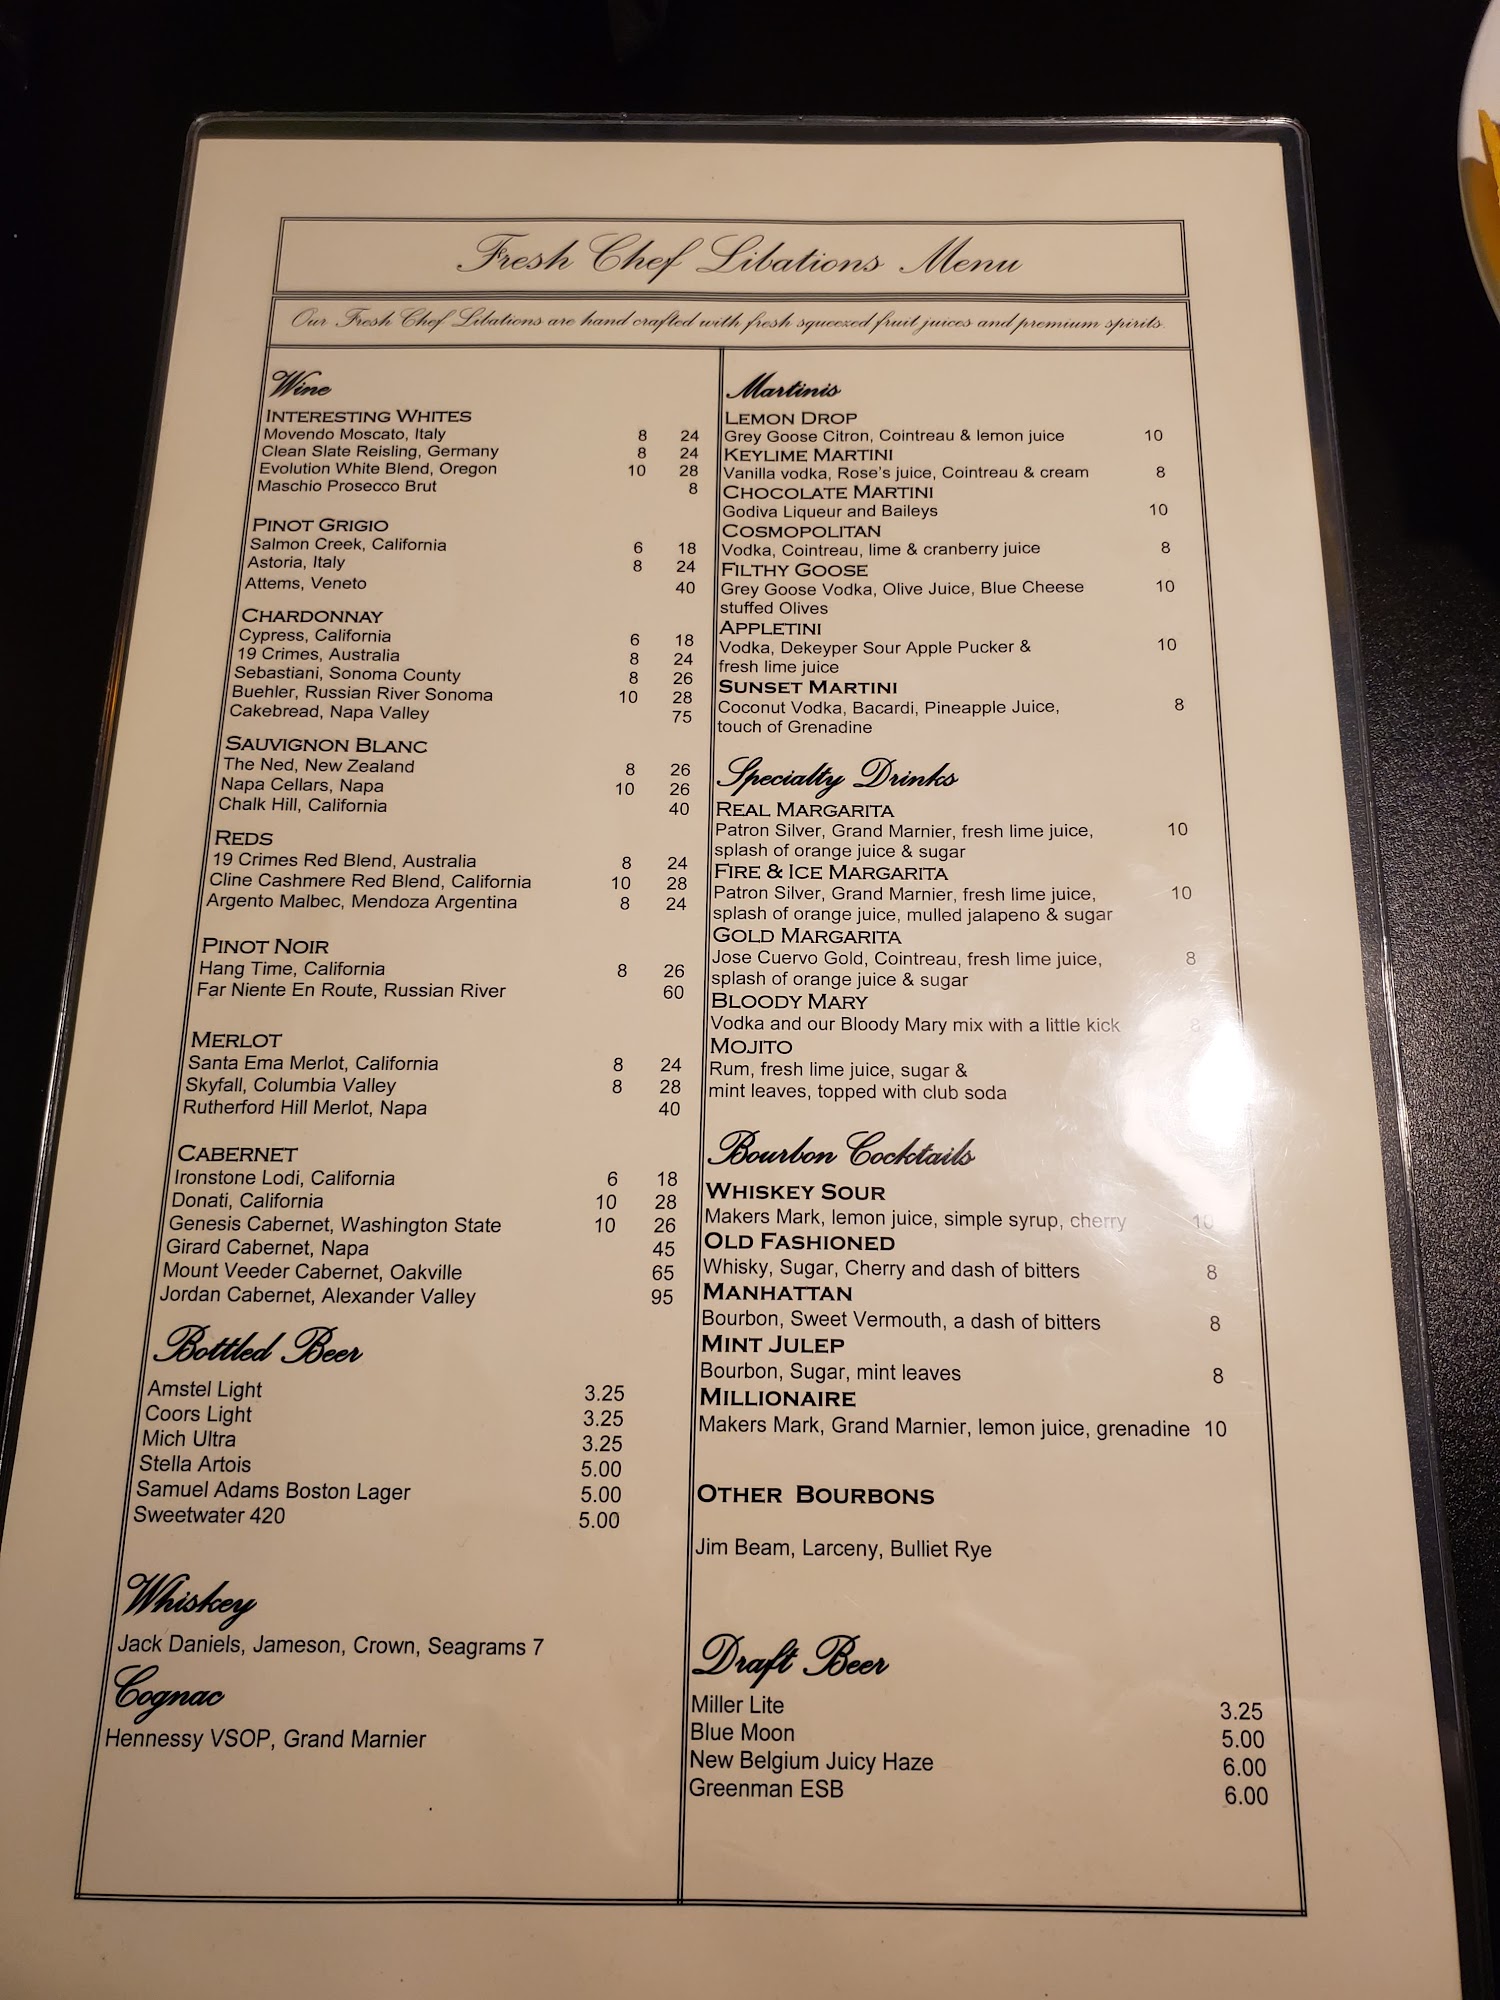 Fresh Chef Libations Menu
Our Fresh Chef Libations are hand crafted with fresh squeezed fruit juices and premium spirits.
Wine
INTERESTING WHITES
Movendo Moscato, Italy 8 24
Clean Slate Reisling, Germany 8 24
Evolution White Blend, Oregon 10 28
Maschio Prosecco Brut 8
PINOT GRIGIO
Salmon Creek, California 6 18
Astoria, Italy 8 24
Attems, Veneto 40
CHARDONNAY
Cypress, California 6 18
19 Crimes, Australia 8 24
Sebastiani, Sonoma County 8 26
Buehler, Russian River Sonoma 10 28
Cakebread, Napa Valley 75
SAUVIGNON BLANC
The Ned, New Zealand 8 26
Napa Cellars, Napa 10 26
Chalk Hill, California 40
REDS
19 Crimes Red Blend, Australia 8 24
Cline Cashmere Red Blend, California 10 28
Argento Malbec, Mendoza Argentina 8 24
PINOT NOIR
Hang Time, California 8 26
Far Niente En Route, Russian River 60
MERLOT
Santa Ema Merlot, California 8 24
Skyfall, Columbia Valley 8 28
Rutherford Hill Merlot, Napa 40
CABERNET
Ironstone Lodi, California 6 18
Donati, California 10 28
Genesis Cabernet, Washington State 10 26
Girard Cabernet, Napa 45
Mount Veeder Cabernet, Oakville 65
Jordan Cabernet, Alexander Valley 95
Bottled Beer
Amstel Light 3.25
Coors Light 3.25
Mich Ultra 3.25
Stella Artois 5.00
Samuel Adams Boston Lager 5.00
Sweetwater 420 5.00
Whiskey
Jack Daniels, Jameson, Crown, Seagrams 7
Cognac
Hennessy VSOP, Grand Marnier
Martinis
LEMON DROP
Grey Goose Citron, Cointreau & lemon juice 10
KEYLIME MARTINI
Vanilla vodka, Rose's juice, Cointreau & cream 8
CHOCOLATE MARTINI
Godiva Liqueur and Baileys 10
COSMOPOLITAN
Vodka, Cointreau, lime & cranberry juice 8
FILTHY GOOSE
Grey Goose Vodka, Olive Juice, Blue Cheese 10
stuffed Olives
APPLETINI
Vodka, Dekeyper Sour Apple Pucker & 10
fresh lime juice
SUNSET MARTINI
Coconut Vodka, Bacardi, Pineapple Juice, 8
touch of Grenadine
Specialty Drinks
REAL MARGARITA
Patron Silver, Grand Marnier, fresh lime juice, 10
splash of orange juice & sugar
FIRE & ICE MARGARITA
Patron Silver, Grand Marnier, fresh lime juice, 10
splash of orange juice, mulled jalapeno & sugar
GOLD MARGARITA
Jose Cuervo Gold, Cointreau, fresh lime juice, 8
splash of orange juice & sugar
BLOODY MARY
Vodka and our Bloody Mary mix with a little kick 8
MOJITO
Rum, fresh lime juice, sugar &
mint leaves, topped with club soda
Bourbon Cocktails
WHISKEY SOUR
Makers Mark, lemon juice, simple syrup, cherry 10
OLD FASHIONED
Whisky, Sugar, Cherry and dash of bitters 8
MANHATTAN
Bourbon, Sweet Vermouth, a dash of bitters 8
MINT JULEP
Bourbon, Sugar, mint leaves 8
MILLIONAIRE
Makers Mark, Grand Marnier, lemon juice, grenadine 10
OTHER BOURBONS
Jim Beam, Larceny, Bulliet Rye
Draft Beer
Miller Lite 3.25
Blue Moon 5.00
New Belgium Juicy Haze 6.00
Greenman ESB 6.00